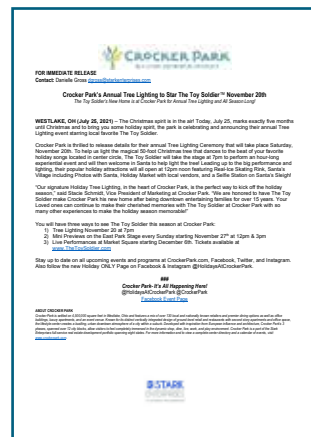 CROCKER PARK
FOR IMMEDIATE RELEASE
Contact: Danielle Gross dgross@starkenterprises.com
Crocker Park's Annual Tree Lighting to Star The Toy Soldier™ November 20th
The Toy Soldier's New Home is at Crocker Park for Annual Tree Lighting and All Season Long!
WESTLAKE, OH (July 25, 2021) – The Christmas spirit is in the air! Today, July 25, marks exactly five months
until Christmas and to bring you some holiday spirit, the park is celebrating and announcing their annual Tree
Lighting event starring local favorite The Toy Soldier.
Crocker Park is thrilled to release details for their annual Tree Lighting Ceremony that will take place Saturday,
November 20th. To help us light the magical 50-foot Christmas tree that dances to the best of your favorite
holiday songs located in center circle, The Toy Soldier will take the stage at 7pm to perform an hour-long
experiential event and will then welcome in Santa to help light the tree! Leading up to the big performance and
lighting, their popular holiday attractions will all open at 12pm noon featuring Real-Ice Skating Rink, Santa's
Village including Photos with Santa, Holiday Market with local vendors, and a Selfie Station on Santa's Sleigh!
"Our signature Holiday Tree Lighting, in the heart of Crocker Park, is the perfect way to kick off the holiday
season," said Stacie Schmidt, Vice President of Marketing at Crocker Park. "We are honored to have The Toy
Soldier make Crocker Park his new home after being downtown entertaining families for over 15 years. Your
Loved ones can continue to make their cherished memories with The Toy Soldier at Crocker Park with so
many other experiences to make the holiday season memorable!"
You will have three ways to see The Toy Soldier this season at Crocker Park:
1) Tree Lighting November 20 at 7pm
2) Mini Previews on the East Park Stage every Sunday starting November 27th at 12pm & 3pm
3) Live Performances at Market Square starting December 6th. Tickets available at
www.TheToySoldier.com
Stay up to date on all upcoming events and programs at CrockerPark.com, Facebook, Twitter, and Instagram.
Also follow the new Holiday ONLY Page on Facebook & Instagram @HolidaysAtCrockerPark.
###
Crocker Park- It's All Happening Here!
@HolidaysAtCrockerPark @CrockerPark
Facebook Event Page
ABOUT CROCKER PARK
STARK
ENTERPRISES